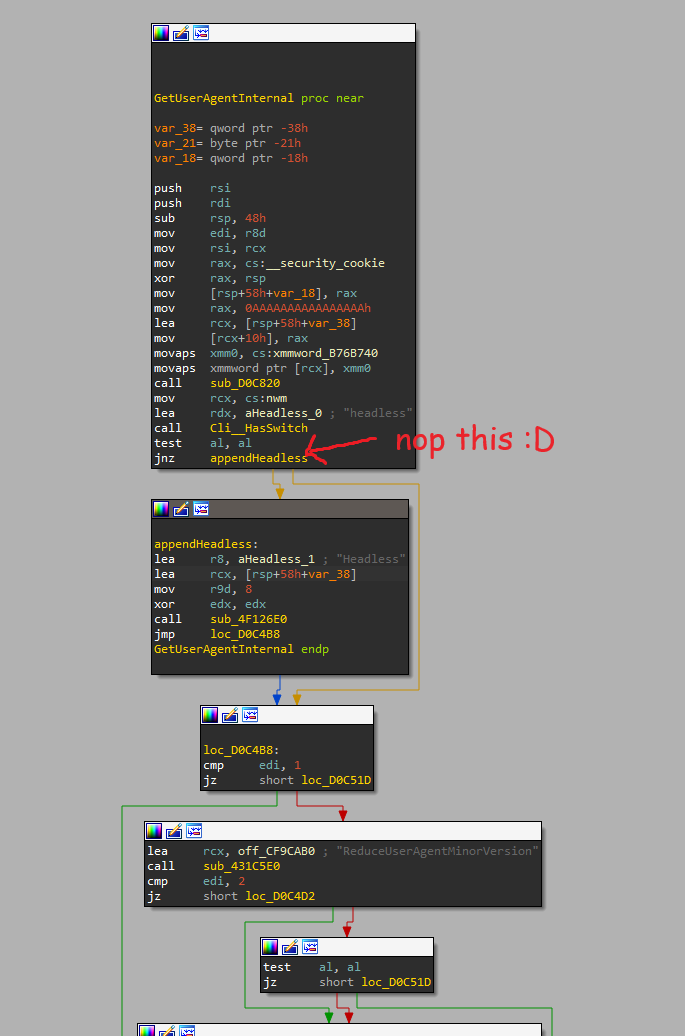 GetUserAgentInternal proc near
var_38= qword ptr -38h
var_21= byte ptr -21h
var_18= qword ptr -18h
push rsi
push rdi
sub rsp, 48h
mov edi, r8d
mov rsi, rcx
mov rax, cs:__security_cookie
xor rax, rsp
mov [rsp+58h+var_18], rax
mov rax, 0AAAAAAAAAAAAAAAAh
lea rcx, [rsp+58h+var_38]
mov [rcx+10h], rax
movaps xmm0, cs:xmmword_B76B740
movaps xmmword ptr [rcx], xmm0
call sub_D0C820
mov rcx, cs:nwm
lea rdx, aHeadless_0 ; "headless"
call Cli__HasSwitch
test al, al
jnz appendHeadless
nop this :D
appendHeadless:
lea r8, aHeadless_1 ; "Headless"
lea rcx, [rsp+58h+var_38]
mov r9d, 8
xor edx, edx
call sub_4F126E0
jmp loc_D0C4B8
GetUserAgentInternal endp
loc_D0C4B8:
cmp edi, 1
jz short loc_D0C51D
lea rcx, off_CF9CAB0 ; "ReduceUserAgentMinorVersion"
call sub_431C5E0
cmp edi, 2
jz short loc_D0C4D2
test al, al
jz short loc_D0C51D